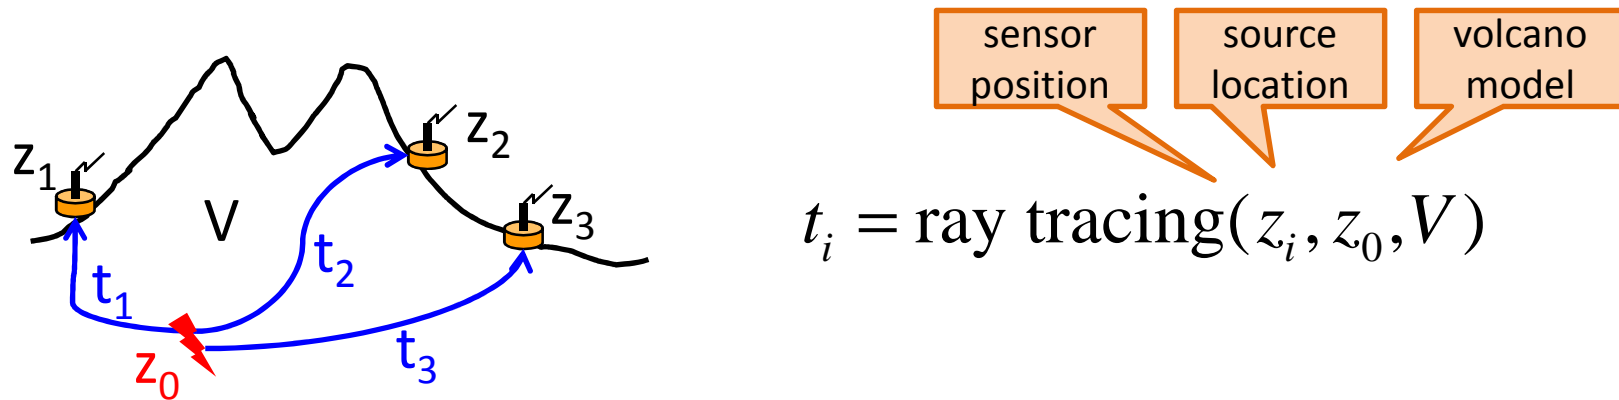 z₁
z₂
z₃
V
t₁
t₂
t₃
z₀
sensor
position
source
location
volcano
model
tᵢ = ray tracing(zᵢ, z₀, V)